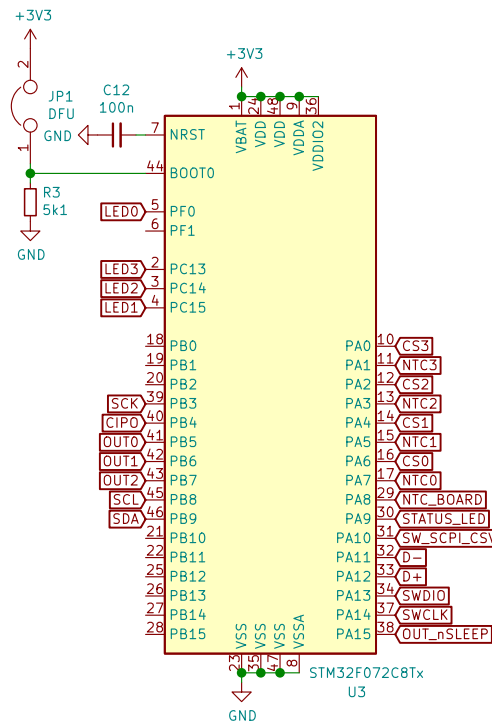 +3V3
2
JP1
DFU
1
R3
5k1
GND
C12
100n
GND
+3V3
1 VBAT
24 VDD
48 VDD
9 VDDA
36 VDDIO2
7 NRST
44 BOOT0
LED0 5 PF0
6 PF1
LED3 2 PC13
LED2 3 PC14
LED1 4 PC15
18 PB0
19 PB1
20 PB2
SCK 39 PB3
CIPO 40 PB4
OUT0 41 PB5
OUT1 42 PB6
OUT2 43 PB7
SCL 45 PB8
SDA 46 PB9
21 PB10
22 PB11
25 PB12
26 PB13
27 PB14
28 PB15
PA0 10 CS3
PA1 11 NTC3
PA2 12 CS2
PA3 13 NTC2
PA4 14 CS1
PA5 15 NTC1
PA6 16 CS0
PA7 17 NTC0
PA8 29 NTC_BOARD
PA9 30 STATUS_LED
PA10 31 SW_SCPI_CSV
PA11 32 D-
PA12 33 D+
PA13 34 SWDIO
PA14 37 SWCLK
PA15 38 OUT_nSLEEP
23 VSS
35 VSS
47 VSS
8 VSSA
STM32F072C8Tx
U3
GND